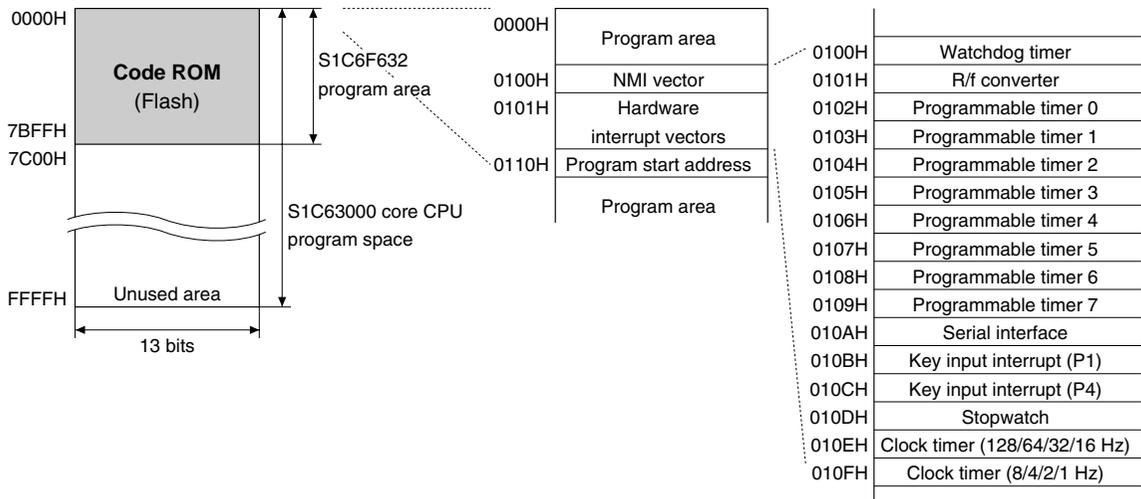 0000H
Code ROM
(Flash)
7BFFH
7C00H
FFFFH
Unused area
13 bits
S1C6F632
program area
S1C63000 core CPU
program space
0000H
Program area
0100H NMI vector
0101H Hardware
interrupt vectors
0110H Program start address
Program area
0100H Watchdog timer
0101H R/f converter
0102H Programmable timer 0
0103H Programmable timer 1
0104H Programmable timer 2
0105H Programmable timer 3
0106H Programmable timer 4
0107H Programmable timer 5
0108H Programmable timer 6
0109H Programmable timer 7
010AH Serial interface
010BH Key input interrupt (P1)
010CH Key input interrupt (P4)
010DH Stopwatch
010EH Clock timer (128/64/32/16 Hz)
010FH Clock timer (8/4/2/1 Hz)